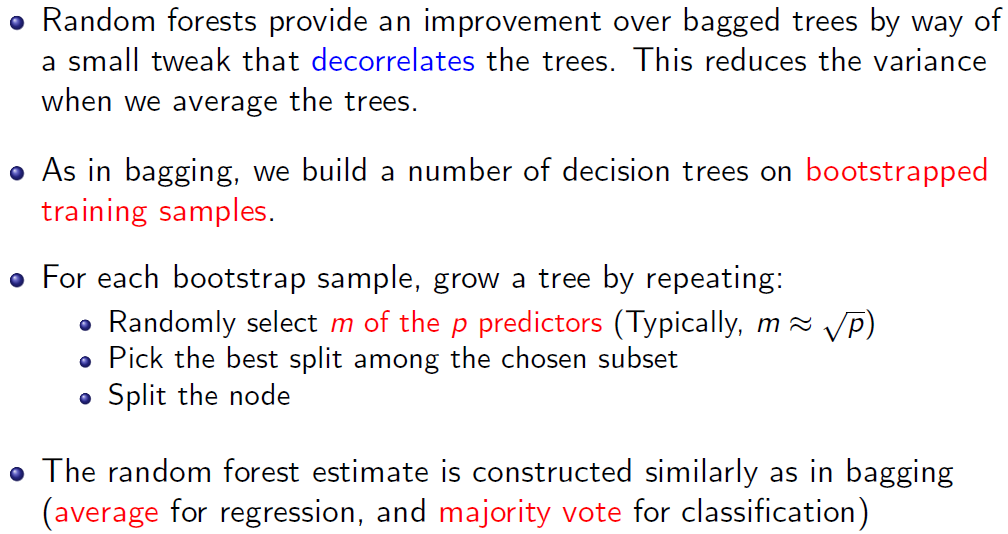 Random forests provide an improvement over bagged trees by way of
a small tweak that decorrelates the trees. This reduces the variance
when we average the trees.
As in bagging, we build a number of decision trees on bootstrapped
training samples.
For each bootstrap sample, grow a tree by repeating:
Randomly select m of the p predictors (Typically, m ≈ √p)
Pick the best split among the chosen subset
Split the node
The random forest estimate is constructed similarly as in bagging
(average for regression, and majority vote for classification)